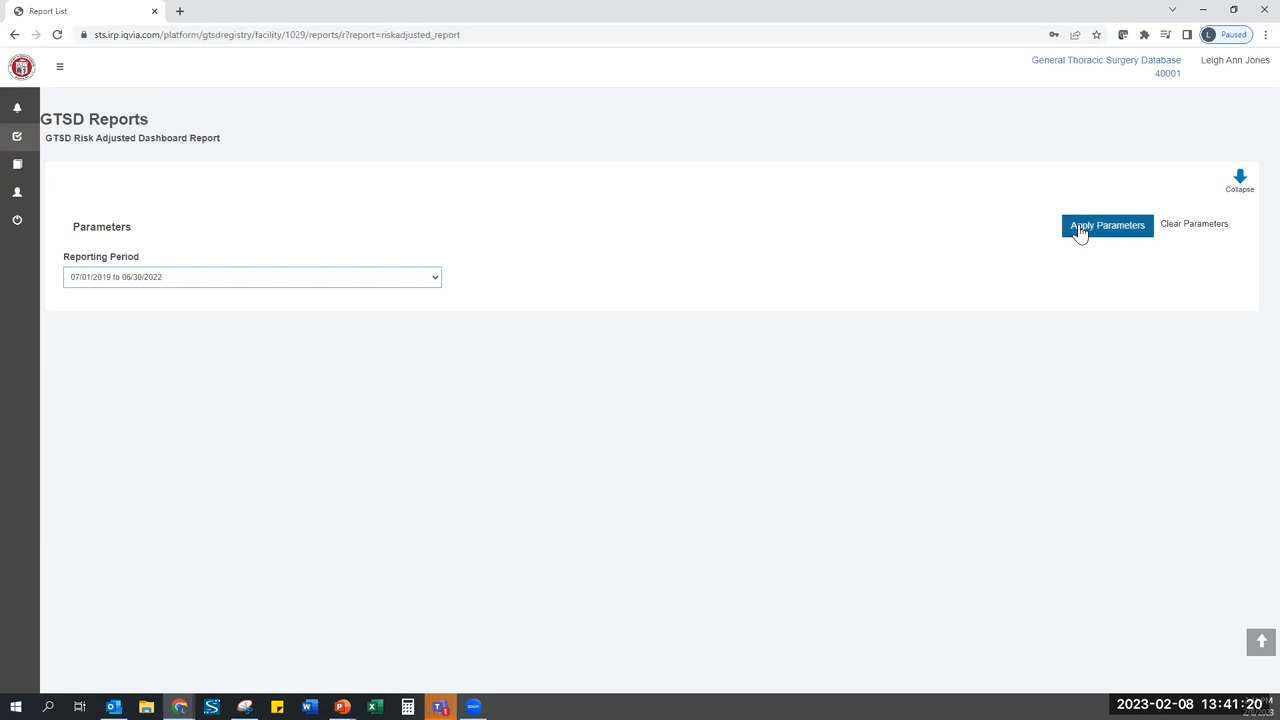 Report List
sts.irp.iqvia.com/platform/gtsdregistry/facility/1029/reports/r?report=riskadjusted_report
L Paused
General Thoracic Surgery Database
40001
Leigh Ann Jones
GTSD Reports
GTSD Risk Adjusted Dashboard Report
Collapse
Parameters
Apply Parameters
Clear Parameters
Reporting Period
07/01/2019 to 06/30/2022
2023-02-08 13:41:20